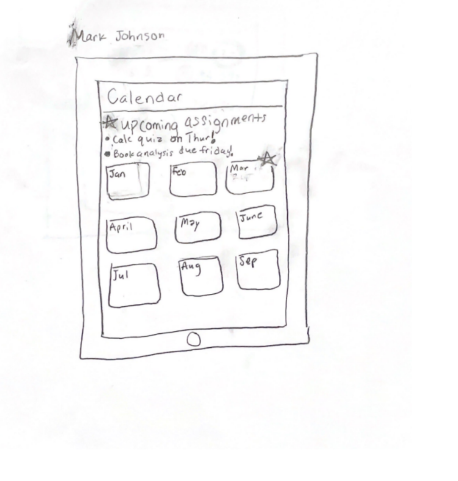 Mark Johnson
Calendar
Upcoming assignments
• Calc quiz on Thur!
• Book analysis due friday!
Jan Feb Mar
April May June
Jul Aug Sep